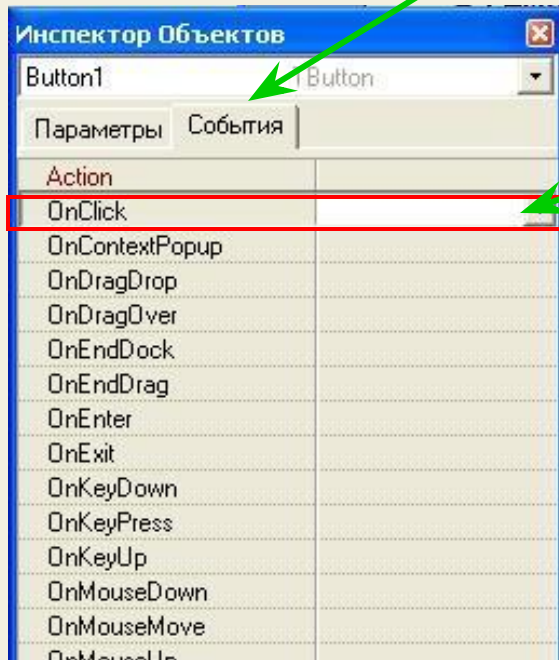 Инспектор Объектов
Button1 Button
Параметры События
Action
OnClick
OnContextPopup
OnDragDrop
OnDragOver
OnEndDock
OnEndDrag
OnEnter
OnExit
OnKeyDown
OnKeyPress
OnKeyUp
OnMouseDown
OnMouseMove
OnMouseUp